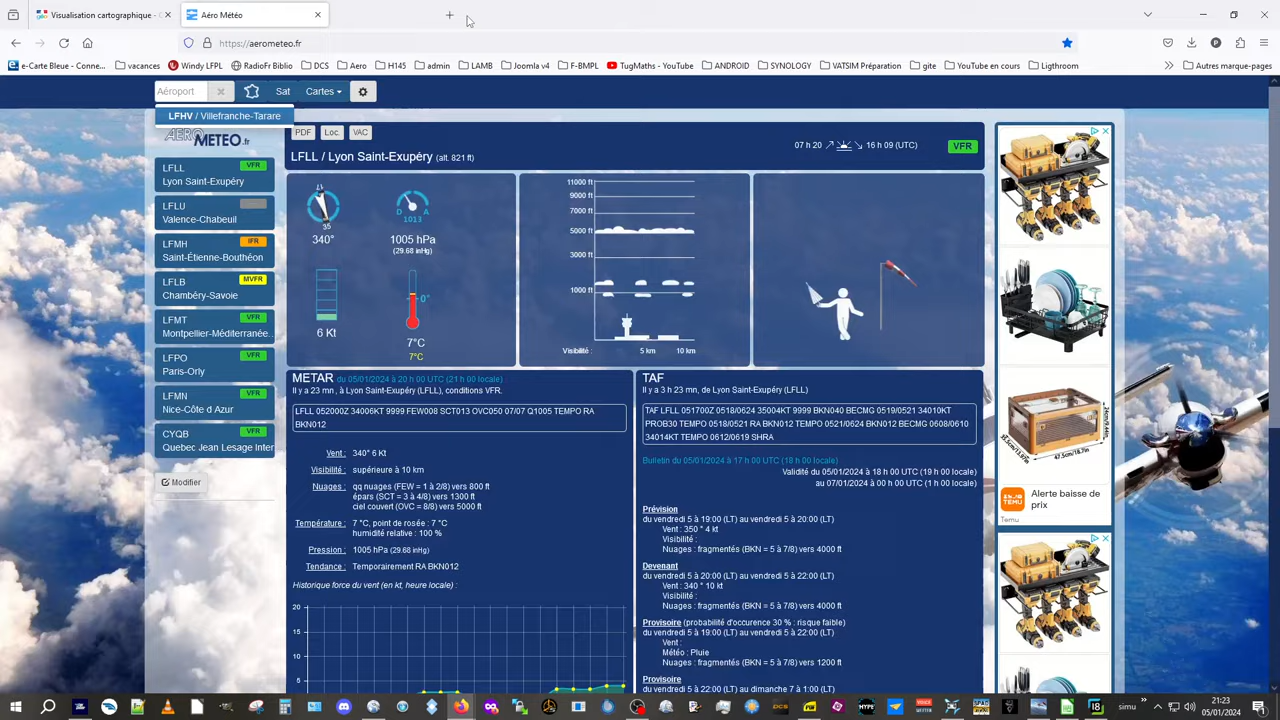 Visualisation cartographique - G
Aéro Météo
https://aerometeo.fr
e-Carte Bleue - Conne...
vacances
Windy LFPL
RadioFr Biblio
DCS
Aero
H145
admin
LAMB
Joomla v4
F-BMPL
TugMaths - YouTube
ANDROID
SYNOLOGY
VATSIM Préparation
gite
YouTube en cours
Ligthroom
Autres marque-pages
Aéroport
Sat
Cartes
LFHV / Villefranche-Tarare
AERO
METEO.fr
LFLL
VFR
Lyon Saint-Exupéry
LFLU
Valence-Chabeuil
LFMH
IFR
Saint-Étienne-Bouthéon
LFLB
MVFR
Chambéry-Savoie
LFMT
VFR
Montpellier-Méditerranée...
LFPO
VFR
Paris-Orly
LFMN
VFR
Nice-Côte d Azur
CYQB
VFR
Quebec Jean Lesage Inter
Modifier
PDF
Loc.
VAC
LFLL / Lyon Saint-Exupéry (alt. 821 ft)
07 h 20
16 h 09 (UTC)
VFR
340°
D A
1013
1005 hPa
(29.68 inHg)
6 Kt
0°
7°C
7°C
11000 ft
9000 ft
7000 ft
5000 ft
3000 ft
1000 ft
Visibilité :
5 km
10 km
METAR du 05/01/2024 à 20 h 00 UTC (21 h 00 locale)
Il y a 23 mn , à Lyon Saint-Exupéry (LFLL), conditions VFR.
LFLL 052000Z 34006KT 9999 FEW008 SCT013 OVC050 07/07 Q1005 TEMPO RA
BKN012
Vent : 340° 6 Kt
Visibilité : supérieure à 10 km
Nuages : qq nuages (FEW = 1 à 2/8) vers 800 ft
épars (SCT = 3 à 4/8) vers 1300 ft
ciel couvert (OVC = 8/8) vers 5000 ft
Température : 7 °C, point de rosée : 7 °C
humidité relative : 100 %
Pression : 1005 hPa (29.68 inHg)
Tendance : Temporairement RA BKN012
Historique force du vent (en kt, heure locale) :
20
15
10
5
TAF
Il y a 3 h 23 mn, de Lyon Saint-Exupéry (LFLL)
TAF LFLL 051700Z 0518/0624 35004KT 9999 BKN040 BECMG 0519/0521 34010KT
PROB30 TEMPO 0518/0521 RA BKN012 TEMPO 0521/0624 BKN012 BECMG 0608/0610
34014KT TEMPO 0612/0619 SHRA
Bulletin du 05/01/2024 à 17 h 00 UTC (18 h 00 locale)
Validité du 05/01/2024 à 18 h 00 UTC (19 h 00 locale)
au 07/01/2024 à 00 h 00 UTC (1 h 00 locale)
Prévision
du vendredi 5 à 19:00 (LT) au vendredi 5 à 20:00 (LT)
Vent : 350 ° 4 kt
Visibilité :
Nuages : fragmentés (BKN = 5 à 7/8) vers 4000 ft
Devenant
du vendredi 5 à 20:00 (LT) au vendredi 5 à 22:00 (LT)
Vent : 340 ° 10 kt
Visibilité :
Nuages : fragmentés (BKN = 5 à 7/8) vers 4000 ft
Provisoire (probabilité d'occurence 30 % : risque faible)
du vendredi 5 à 19:00 (LT) au vendredi 5 à 22:00 (LT)
Vent :
Météo : Pluie
Nuages : fragmentés (BKN = 5 à 7/8) vers 1200 ft
Provisoire
du vendredi 5 à 22:00 (LT) au dimanche 7 à 1:00 (LT)
24cm/9.44in
47.5cm/18.7in
TEMU
Alerte baisse de
prix
Temu
simu
21:23
05/01/2024